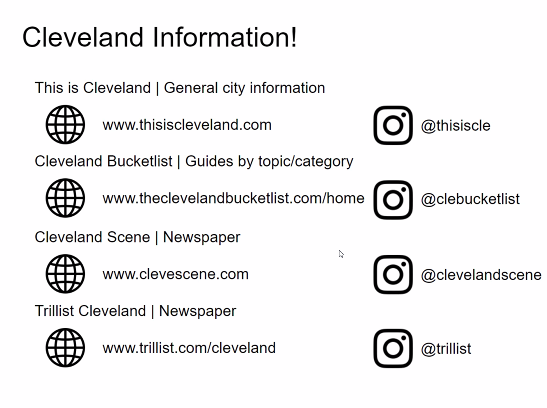 Cleveland Information!
This is Cleveland | General city information
www.thisiscleveland.com @thisiscle
Cleveland Bucketlist | Guides by topic/category
www.theclevelandbucketlist.com/home @clebucketlist
Cleveland Scene | Newspaper
www.clevescene.com @clevelandscene
Trillist Cleveland | Newspaper
www.trillist.com/cleveland @trillist